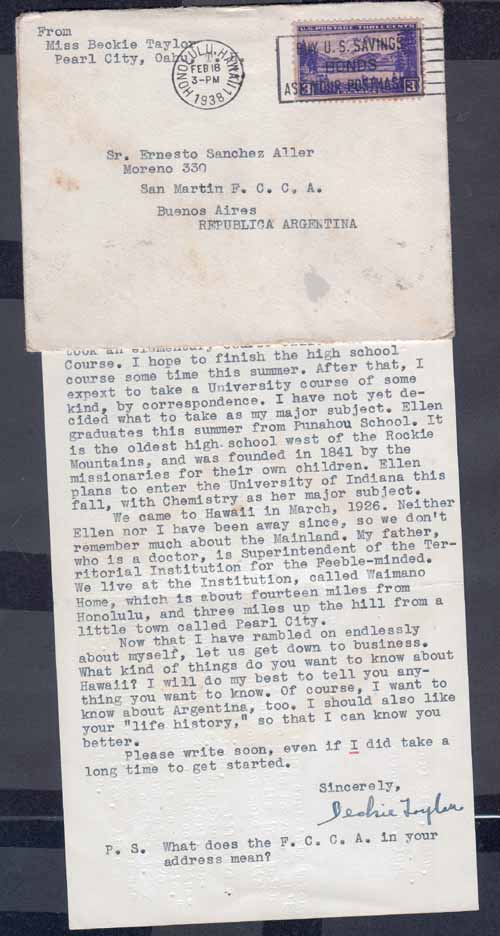 From
Miss Beckie Taylor
Pearl City, Oahu, T.
HONOLULU, HAWAII
FEB 18
3-PM
1938
U.S. POSTAGE THREE CENTS
BUY U.S. SAVINGS
BONDS
ASK YOUR POSTMASTER
3 3
Sr. Ernesto Sanchez Aller
Moreno 330
San Martin F. C. C. A.
Buenos Aires
REPUBLICA ARGENTINA
took an elementary
Course. I hope to finish the high school
course some time this summer. After that, I
expext to take a University course of some
kind, by correspondence. I have not yet de-
cided what to take as my major subject. Ellen
graduates this summer from Punahou School. It
is the oldest high school west of the Rockie
Mountains, and was founded in 1841 by the
missionaries for their own children. Ellen
plans to enter the University of Indiana this
fall, with Chemistry as her major subject.
We came to Hawaii in March, 1926. Neither
Ellen nor I have been away since, so we don't
remember much about the Mainland. My father,
who is a doctor, is Superintendent of the Ter-
ritorial Institution for the Feeble-minded.
We live at the Institution, called Waimano
Home, which is about fourteen miles from
Honolulu, and three miles up the hill from a
little town called Pearl City.
Now that I have rambled on endlessly
about myself, let us get down to business.
What kind of things do you want to know about
Hawaii? I will do my best to tell you any-
thing you want to know. Of course, I want to
know about Argentina, too. I should also like
your "life history," so that I can know you
better.
Please write soon, even if I did take a
long time to get started.
Sincerely,
Beckie Taylor
P. S. What does the F. C. C. A. in your
address mean?